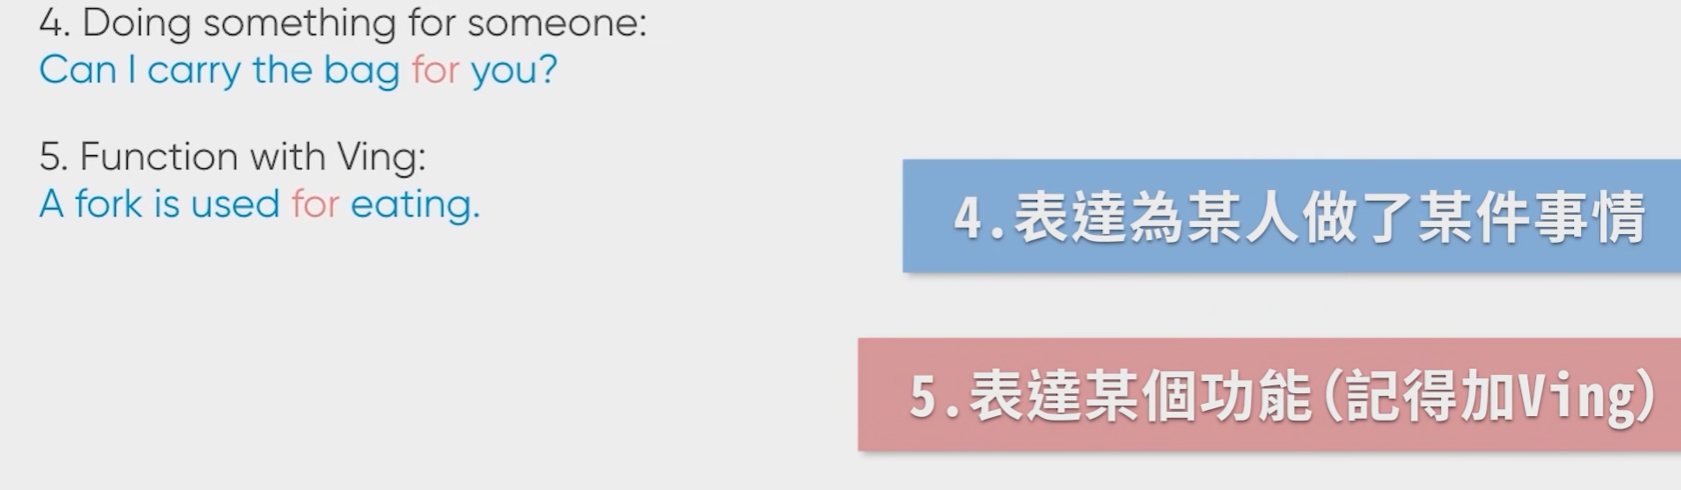 4. Doing something for someone:
Can I carry the bag for you?
5. Function with Ving:
A fork is used for eating.
4.表達為某人做了某件事情
5.表達某個功能(記得加Ving)